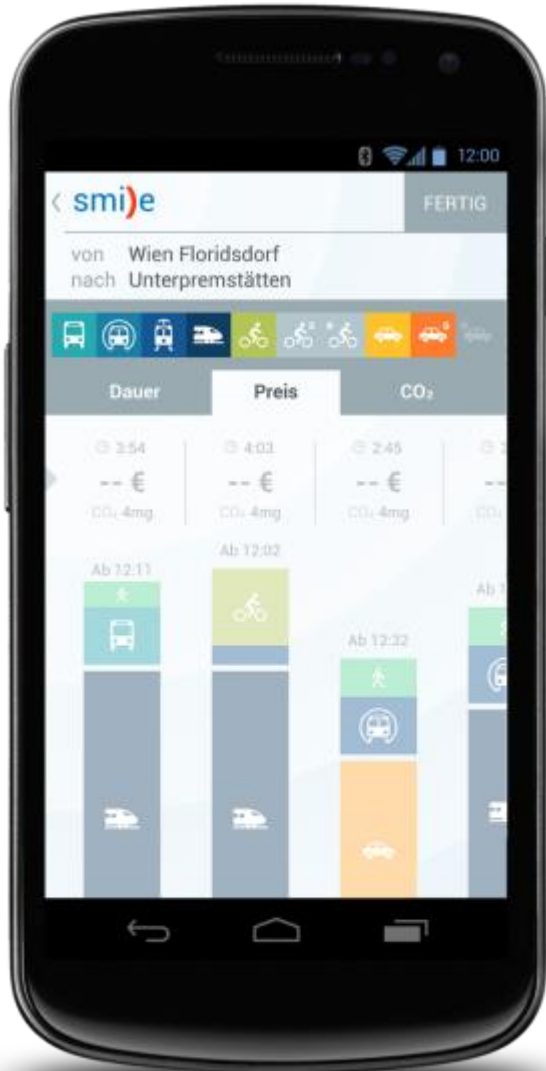 12:00
smi)e
FERTIG
von Wien Floridsdorf
nach Unterpremstätten
Dauer Preis CO₂
3:54 4:03 2:45
-- € -- € -- € --
CO₂ 4mg CO₂ 4mg CO₂ 4mg CO₂
Ab 12:02
Ab 12:11
Ab 12:32